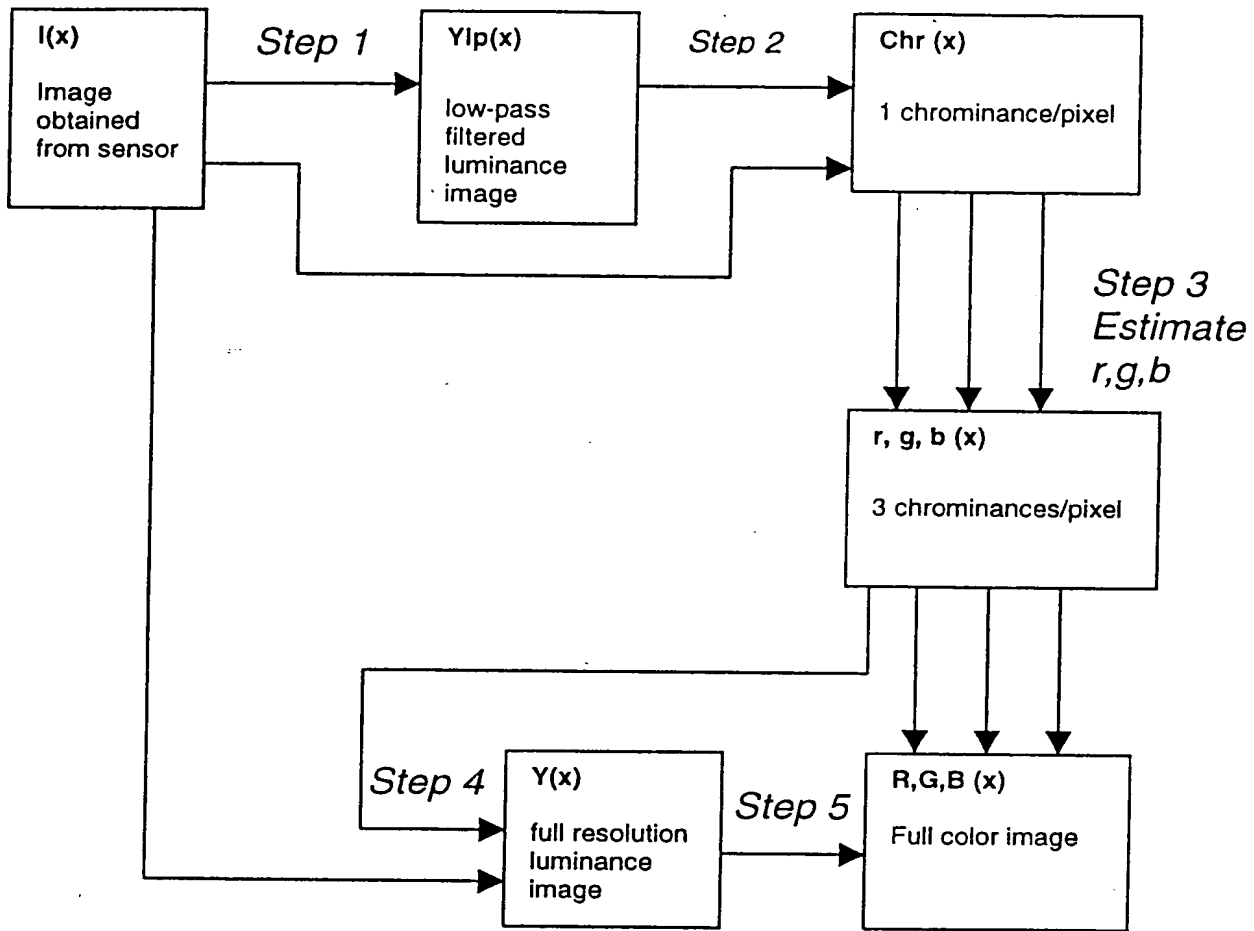 I(x)
Image
obtained
from sensor
Step 1
Ylp(x)
low-pass
filtered
luminance
image
Step 2
Chr (x)
1 chrominance/pixel
Step 3
Estimate
r,g,b
r, g, b (x)
3 chrominances/pixel
Step 4
Y(x)
full resolution
luminance
image
Step 5
R,G,B (x)
Full color image